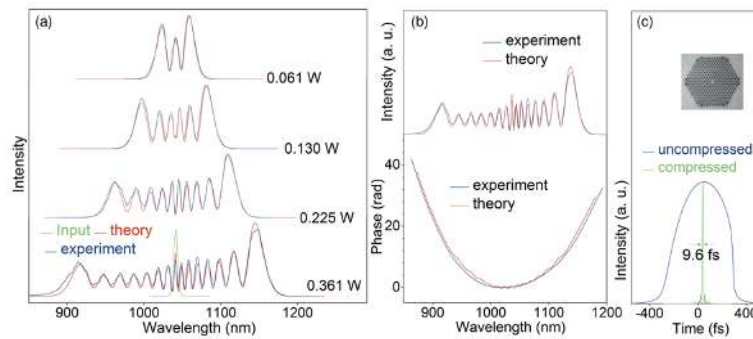 (a)
0.061 W
0.130 W
0.225 W
Input
theory
experiment
0.361 W
Intensity
900
1000
1100
1200
Wavelength (nm)
(b)
experiment
theory
Intensity (a. u.)
experiment
theory
Phase (rad)
40
20
0
900
1000
1100
1200
Wavelength (nm)
(c)
uncompressed
compressed
Intensity (a. u.)
9.6 fs
-400
0
400
Time (fs)